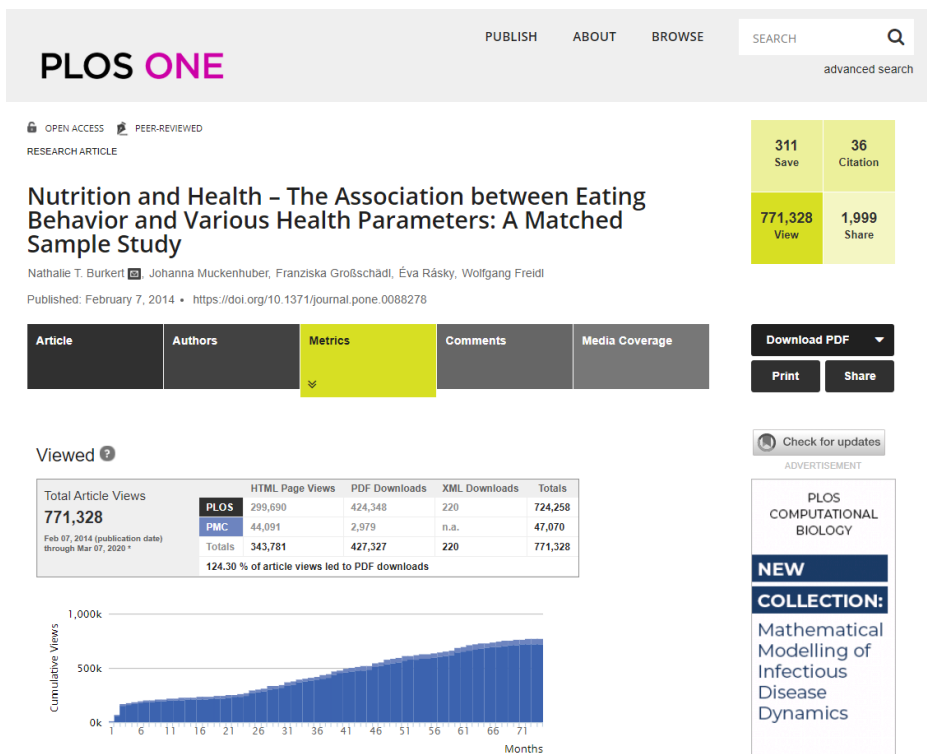 PUBLISH ABOUT BROWSE SEARCH
PLOS ONE
advanced search
OPEN ACCESS PEER-REVIEWED
RESEARCH ARTICLE
311 36
Save Citation
771,328 1,999
View Share
Nutrition and Health – The Association between Eating
Behavior and Various Health Parameters: A Matched
Sample Study
Nathalie T. Burkert , Johanna Muckenhuber, Franziska Großschädl, Éva Rásky, Wolfgang Freidl
Published: February 7, 2014 • https://doi.org/10.1371/journal.pone.0088278
Article Authors Metrics Comments Media Coverage
Download PDF
Print Share
Check for updates
ADVERTISEMENT
Viewed ?
Total Article Views
771,328
Feb 07, 2014 (publication date)
through Mar 07, 2020 *
HTML Page Views PDF Downloads XML Downloads Totals
PLOS 299,690 424,348 220 724,258
PMC 44,091 2,979 n.a. 47,070
Totals 343,781 427,327 220 771,328
124.30 % of article views led to PDF downloads
1,000k
500k
0k
Cumulative Views
1 6 11 16 21 26 31 36 41 46 51 56 61 66 71
Months
PLOS
COMPUTATIONAL
BIOLOGY
NEW
COLLECTION:
Mathematical
Modelling of
Infectious
Disease
Dynamics